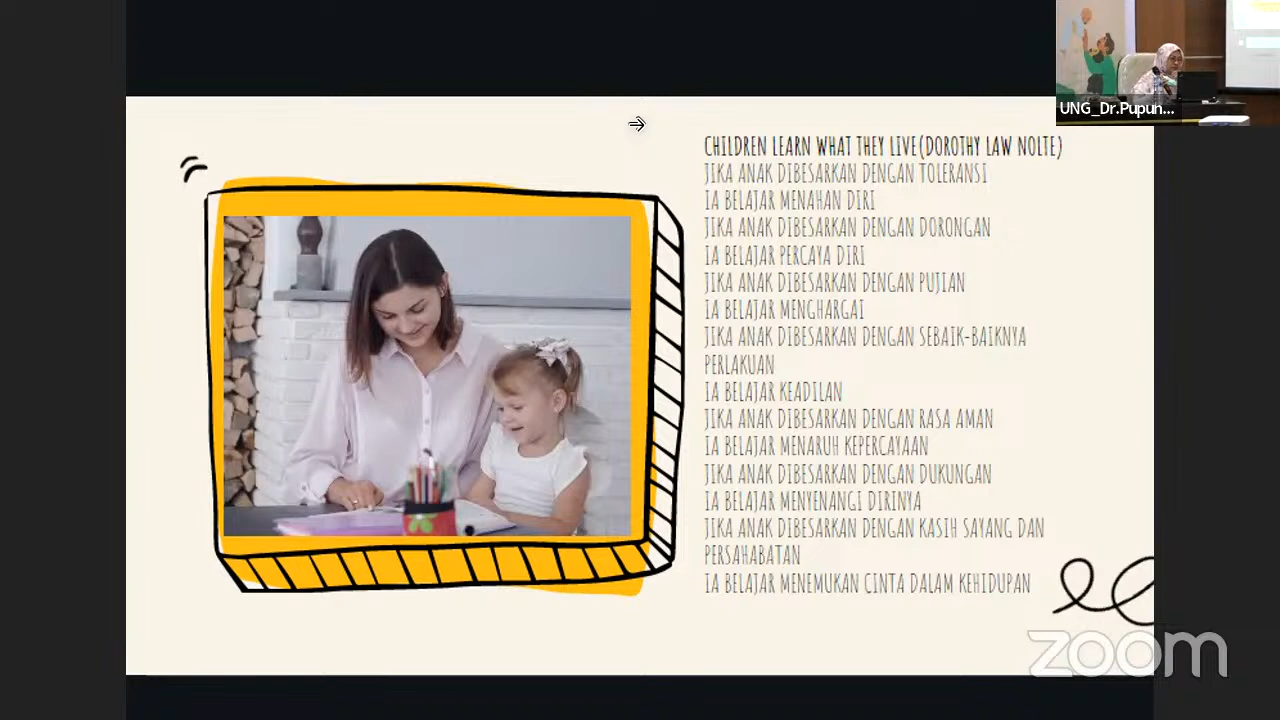 UNG_Dr.Pupun...
CHILDREN LEARN WHAT THEY LIVE(DOROTHY LAW NOLTE)
JIKA ANAK DIBESARKAN DENGAN TOLERANSI
IA BELAJAR MENAHAN DIRI
JIKA ANAK DIBESARKAN DENGAN DORONGAN
IA BELAJAR PERCAYA DIRI
JIKA ANAK DIBESARKAN DENGAN PUJIAN
IA BELAJAR MENGHARGAI
JIKA ANAK DIBESARKAN DENGAN SEBAIK-BAIKNYA
PERLAKUAN
IA BELAJAR KEADILAN
JIKA ANAK DIBESARKAN DENGAN RASA AMAN
IA BELAJAR MENARUH KEPERCAYAAN
JIKA ANAK DIBESARKAN DENGAN DUKUNGAN
IA BELAJAR MENYENANGI DIRINYA
JIKA ANAK DIBESARKAN DENGAN KASIH SAYANG DAN
PERSAHABATAN
IA BELAJAR MENEMUKAN CINTA DALAM KEHIDUPAN
zoom